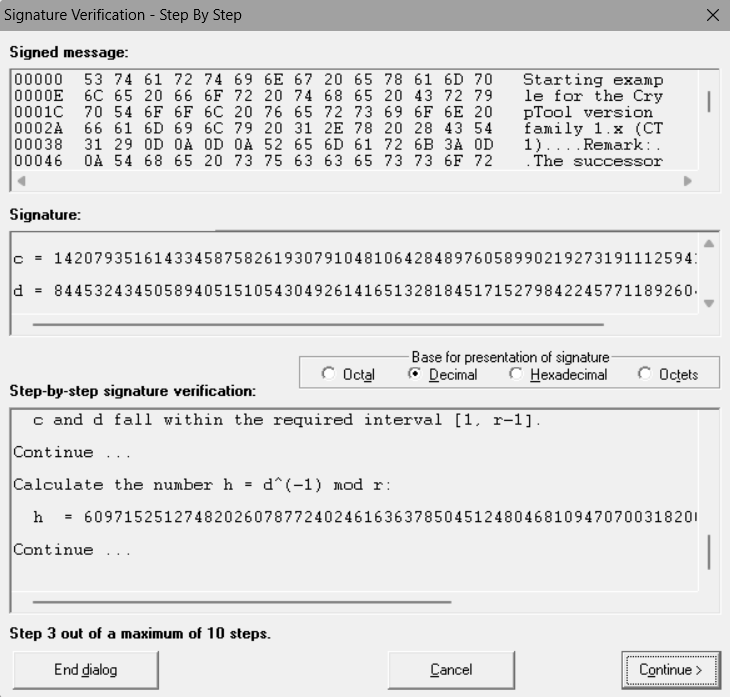 Signature Verification - Step By Step
Signed message:
00000 53 74 61 72 74 69 6E 67 20 65 78 61 6D 70 Starting examp
0000E 6C 65 20 66 6F 72 20 74 68 65 20 43 72 79 le for the Cry
0001C 70 54 6F 6F 6C 20 76 65 72 73 69 6F 6E 20 pTool version
0002A 66 61 6D 69 6C 79 20 31 2E 78 20 28 43 54 family 1.x (CT
00038 31 29 0D 0A 0D 0A 52 65 6D 61 72 6B 3A 0D 1)....Remark:.
00046 0A 54 68 65 20 73 75 63 63 65 73 73 6F 72 .The successor
Signature:
c = 14207935161433458758261930791048106428489760589902192731911125941
d = 84453243450589405151054304926141651328184517152798422457711892604
Base for presentation of signature
Octal Decimal Hexadecimal Octets
Step-by-step signature verification:
c and d fall within the required interval [1, r-1].
Continue ...
Calculate the number h = d^(-1) mod r:
h = 60971525127482026078772402461636378504512480468109470700318200
Continue ...
Step 3 out of a maximum of 10 steps.
End dialog Cancel Continue >